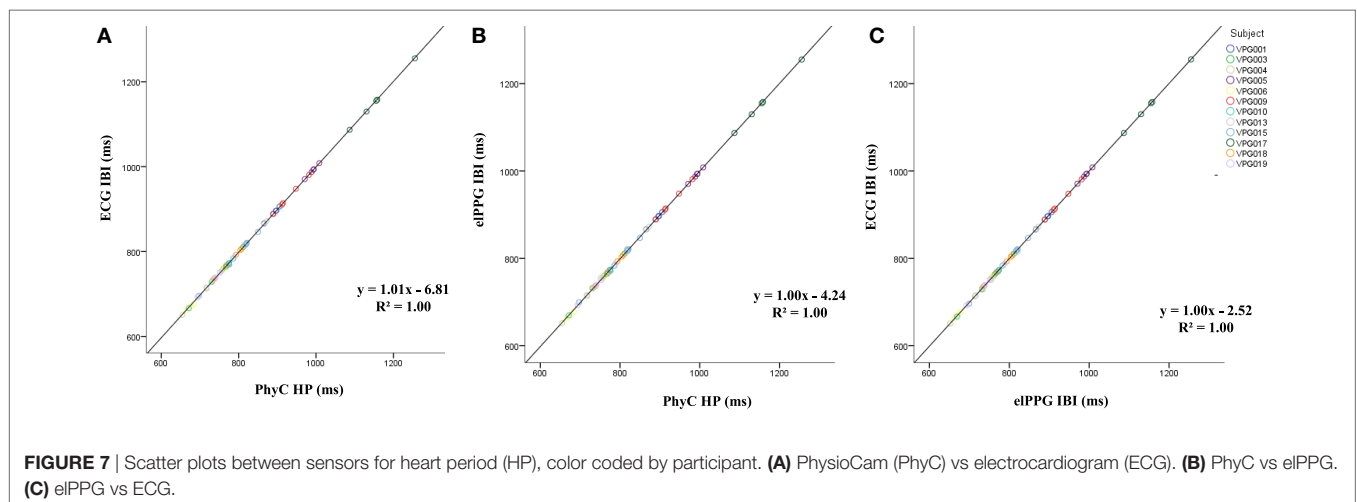 A
ECG IBI (ms)
1200
1000
800
600
600 800 1000 1200
PhyC HP (ms)
y = 1.01x - 6.81
R² = 1.00
B
elPPG IBI (ms)
1200
1000
800
600
600 800 1000 1200
PhyC HP (ms)
y = 1.00x - 4.24
R² = 1.00
C
ECG IBI (ms)
1200
1000
800
600
600 800 1000 1200
elPPG IBI (ms)
y = 1.00x - 2.52
R² = 1.00
Subject
VPG001
VPG003
VPG004
VPG005
VPG006
VPG009
VPG010
VPG013
VPG015
VPG017
VPG018
VPG019
FIGURE 7 | Scatter plots between sensors for heart period (HP), color coded by participant. (A) PhysioCam (PhyC) vs electrocardiogram (ECG). (B) PhyC vs elPPG.
(C) elPPG vs ECG.